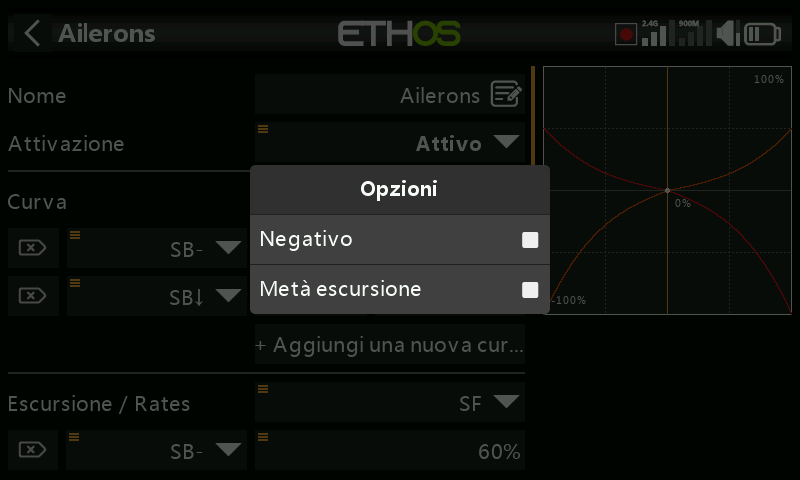 Ailerons
ETHOS
2.4G
900M
Nome
Ailerons
Attivazione
Attivo
100%
Opzioni
Curva
0%
Negativo
SB-
Metà escursione
SB↓
-100%
+ Aggiungi una nuova cur...
Escursione / Rates
SF
SB-
60%